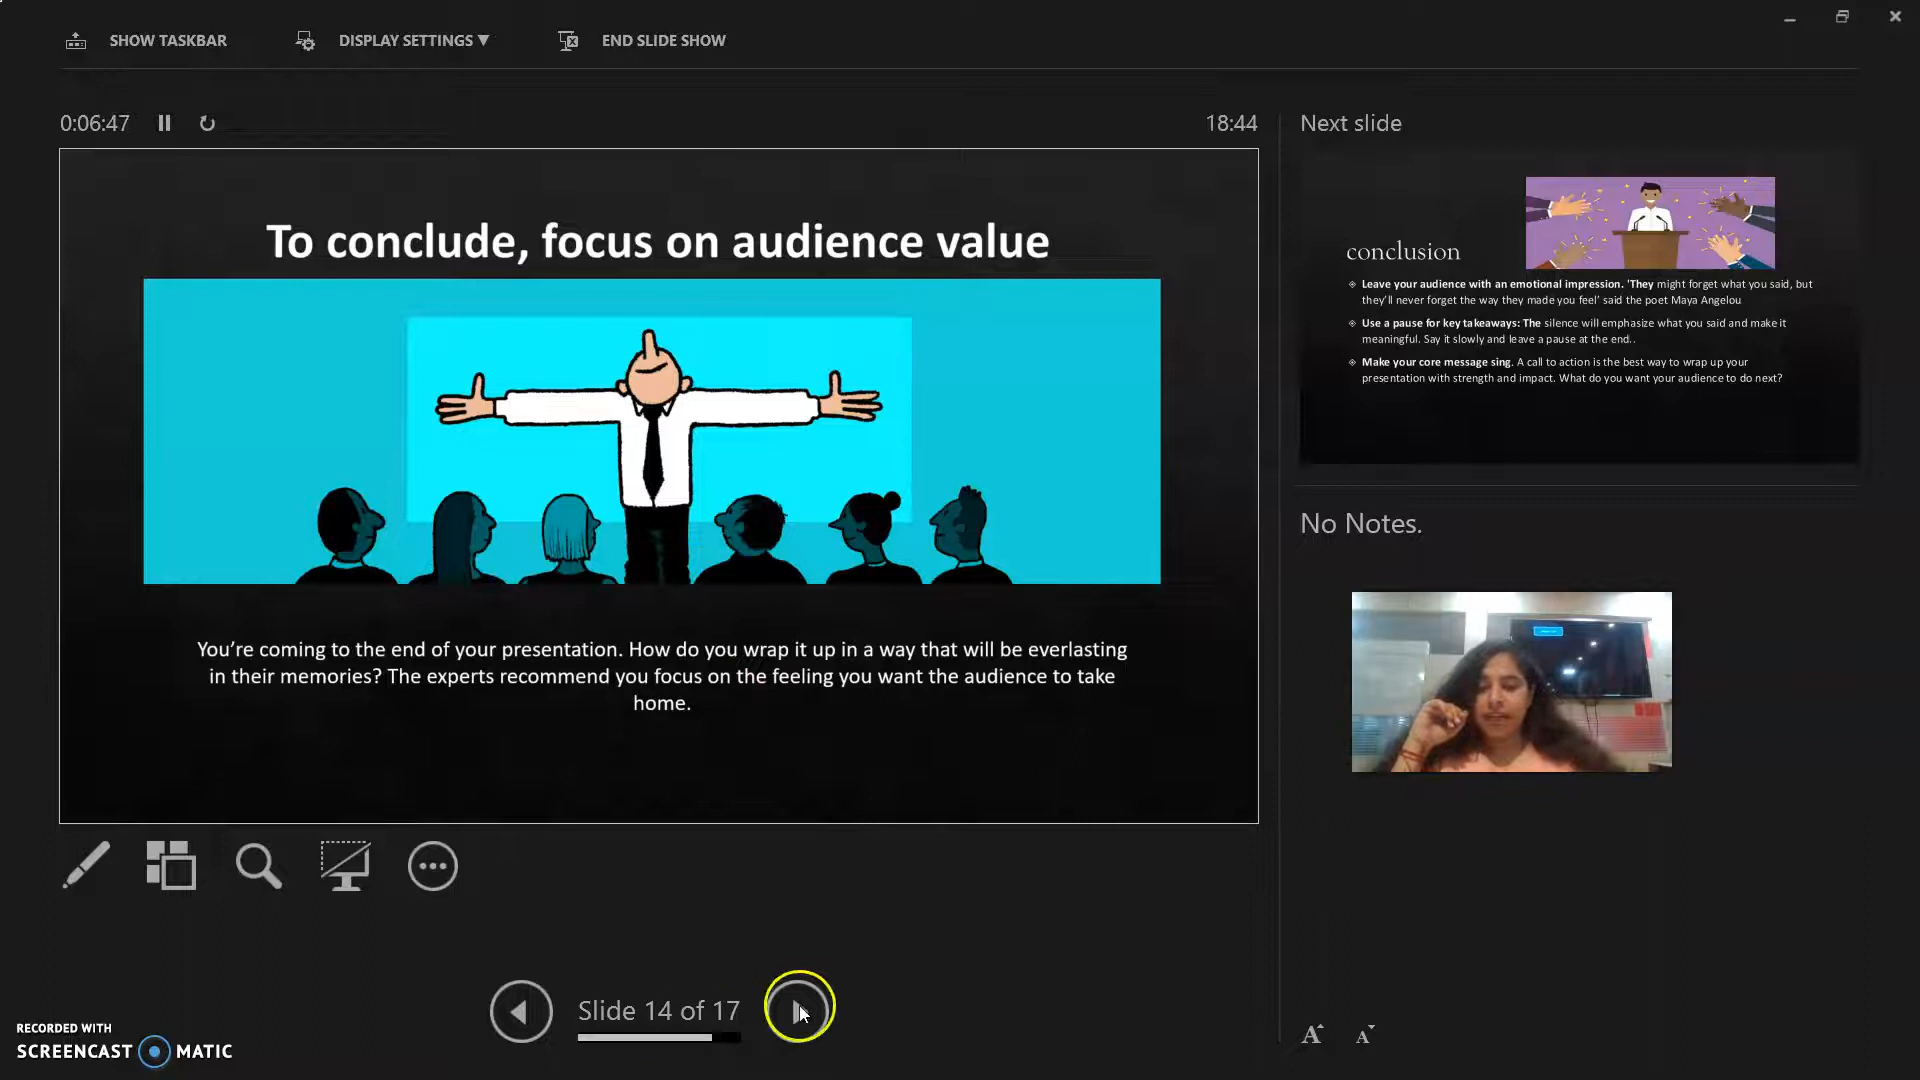 SHOW TASKBAR
DISPLAY SETTINGS ▼
END SLIDE SHOW
0:06:47
18:44
Next slide
To conclude, focus on audience value
You’re coming to the end of your presentation. How do you wrap it up in a way that will be everlasting
in their memories? The experts recommend you focus on the feeling you want the audience to take
home.
conclusion
Leave your audience with an emotional impression. 'They might forget what you said, but
they’ll never forget the way they made you feel’ said the poet Maya Angelou
Use a pause for key takeaways: The silence will emphasize what you said and make it
meaningful. Say it slowly and leave a pause at the end..
Make your core message sing. A call to action is the best way to wrap up your
presentation with strength and impact. What do you want your audience to do next?
No Notes.
Slide 14 of 17
A A
RECORDED WITH
SCREENCAST MATIC